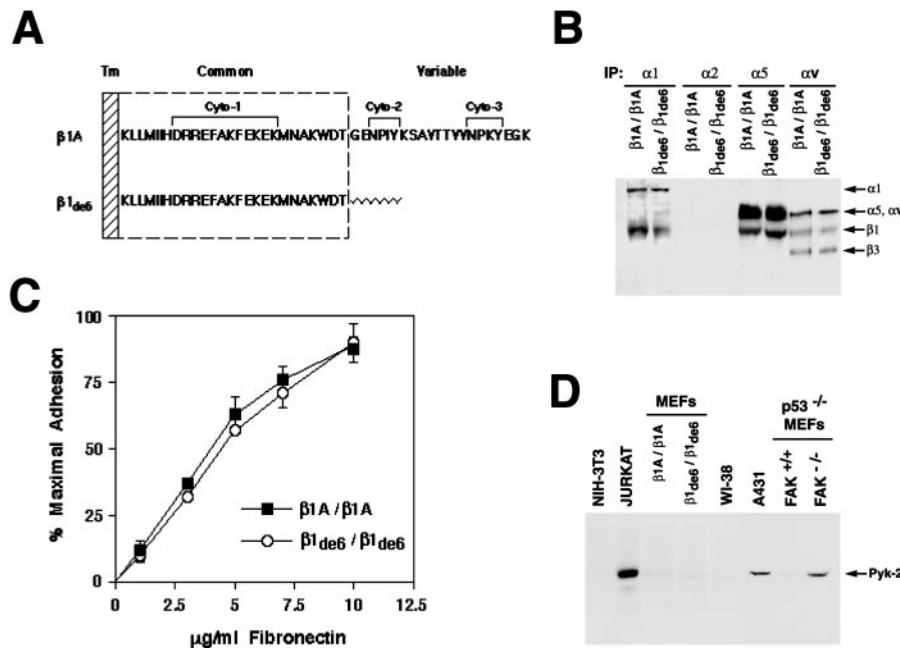 A
Tm Common Variable
Cyto-1 Cyto-2 Cyto-3
β1A KLLMIIHDRREFAKFEKEKMNAKWDTGENPIYKSAVTTVVNPKYEGK
β1de6 KLLMIIHDRREFAKFEKEKMNAKWDT
B
IP: α1 α2 α5 αv
β1A / β1A β1de6 / β1de6 β1A / β1A β1de6 / β1de6 β1A / β1A β1de6 / β1de6 β1A / β1A β1de6 / β1de6
α1
α5, αv
β1
β3
C
% Maximal Adhesion
100
75
50
25
0
β1A / β1A
β1de6 / β1de6
0 2.5 5 7.5 10 12.5
µg/ml Fibronectin
D
MEFs p53 -/- MEFs
NIH-3T3 JURKAT β1A / β1A β1de6 / β1de6 WI-38 A431 FAK +/+ FAK -/-
Pyk-2